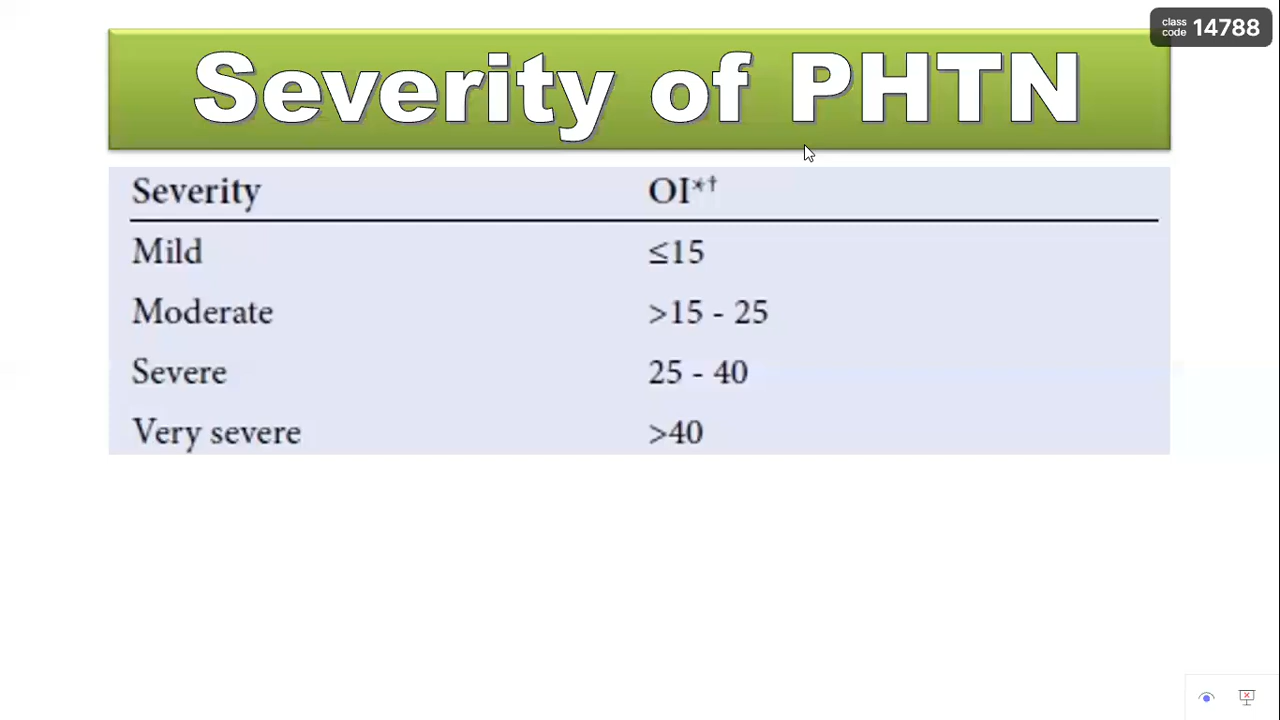 class code 14788
Severity of PHTN
Severity OI*†
Mild ≤15
Moderate >15 - 25
Severe 25 - 40
Very severe >40